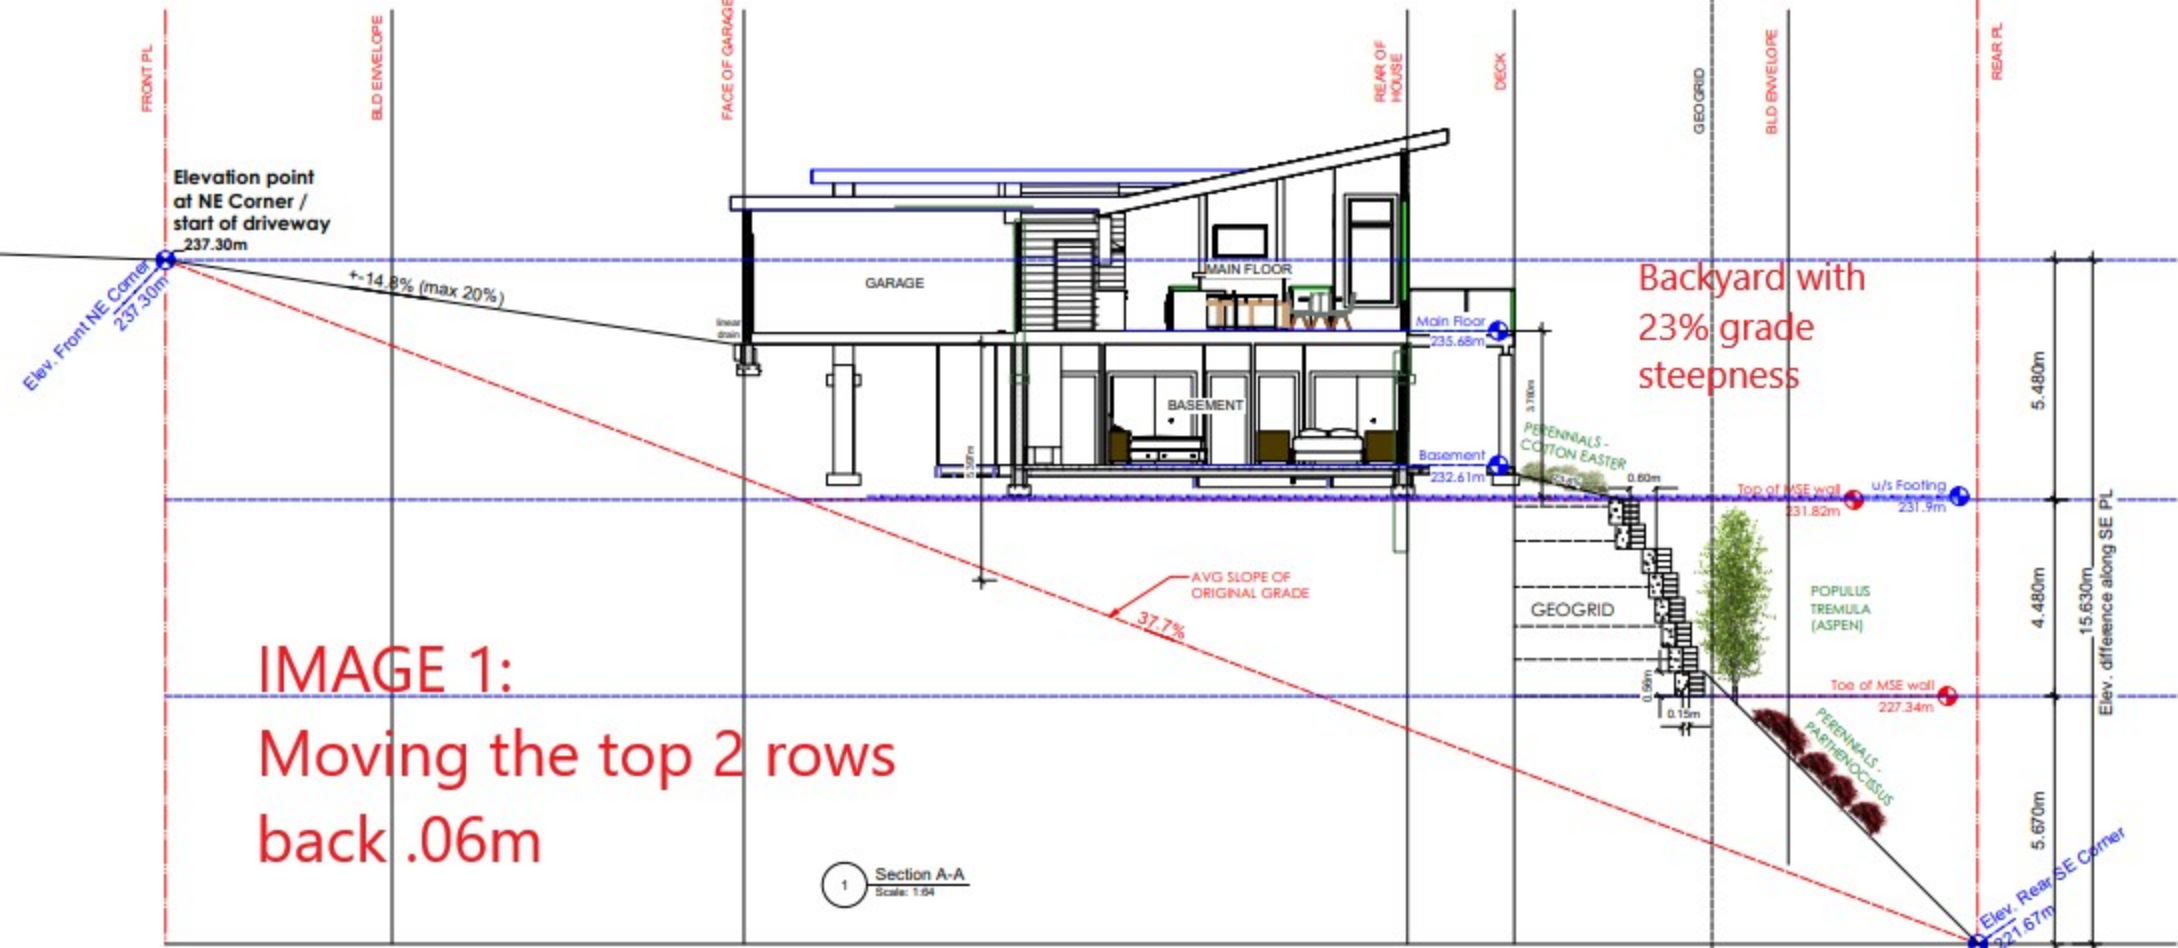 FRONT PL
BLD ENVELOPE
FACE OF GARAGE
REAR OF
HOUSE
DECK
GEOGRID
BLD ENVELOPE
REAR PL
Elevation point
at NE Corner /
start of driveway
237.30m
Elev. Front NE Corner
237.30m
+-14.8% (max 20%)
linear
drain
GARAGE
MAIN FLOOR
BASEMENT
Main Floor
235.68m
Basement
232.61m
3.780m
PERENNIALS -
COTTON EASTER
0.60m
Backyard with
23% grade
steepness
Top of MSE wall
231.82m
u/s Footing
231.9m
AVG SLOPE OF
ORIGINAL GRADE
37.7%
GEOGRID
POPULUS
TREMULA
(ASPEN)
Toe of MSE wall
227.34m
0.15m
PERENNIALS -
PARTHENOCISSUS
5.480m
4.480m
5.670m
15.630m
Elev. difference along SE PL
Elev. Rear SE Corner
221.67m
IMAGE 1:
Moving the top 2 rows
back .06m
1
Section A-A
Scale: 1:64